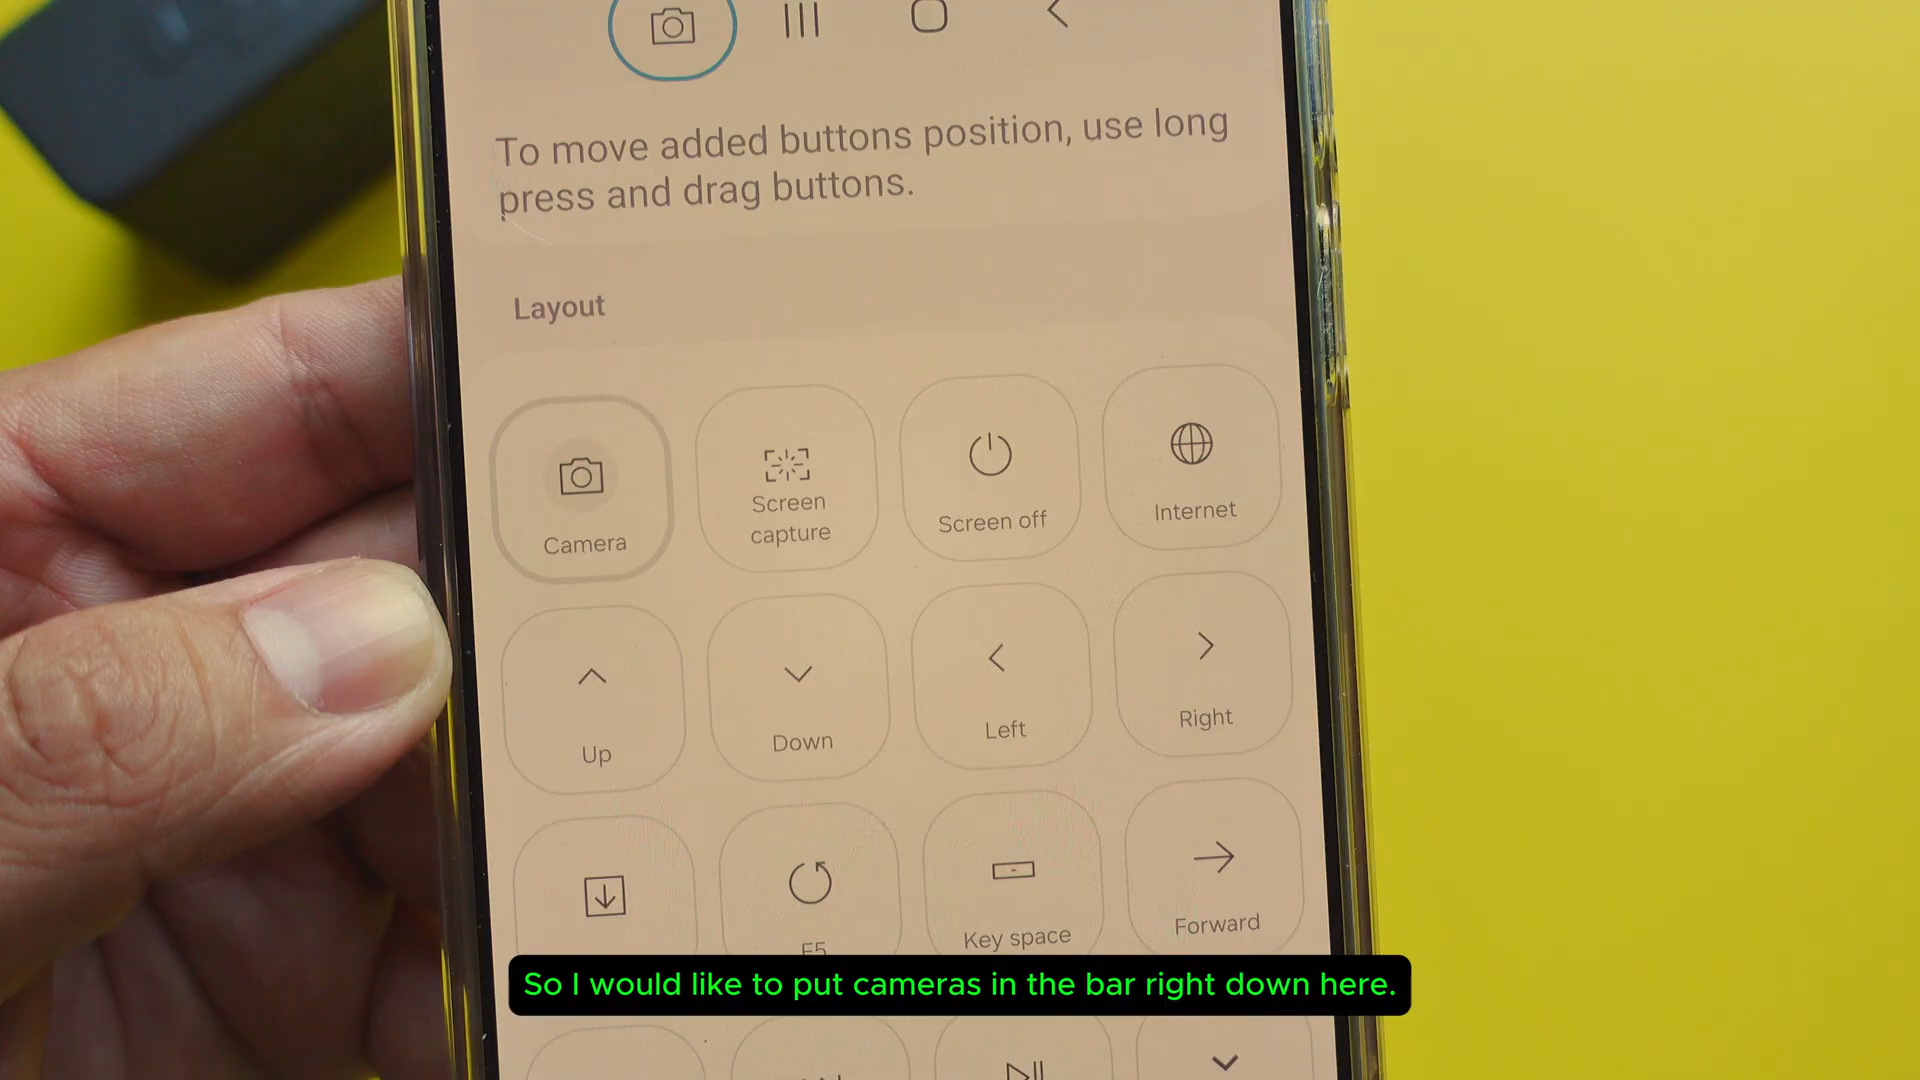 To move added buttons position, use long
press and drag buttons.
Layout
Camera
Screen
capture
Screen off
Internet
Up
Down
Left
Right
F5
Key space
Forward
So I would like to put cameras in the bar right down here.